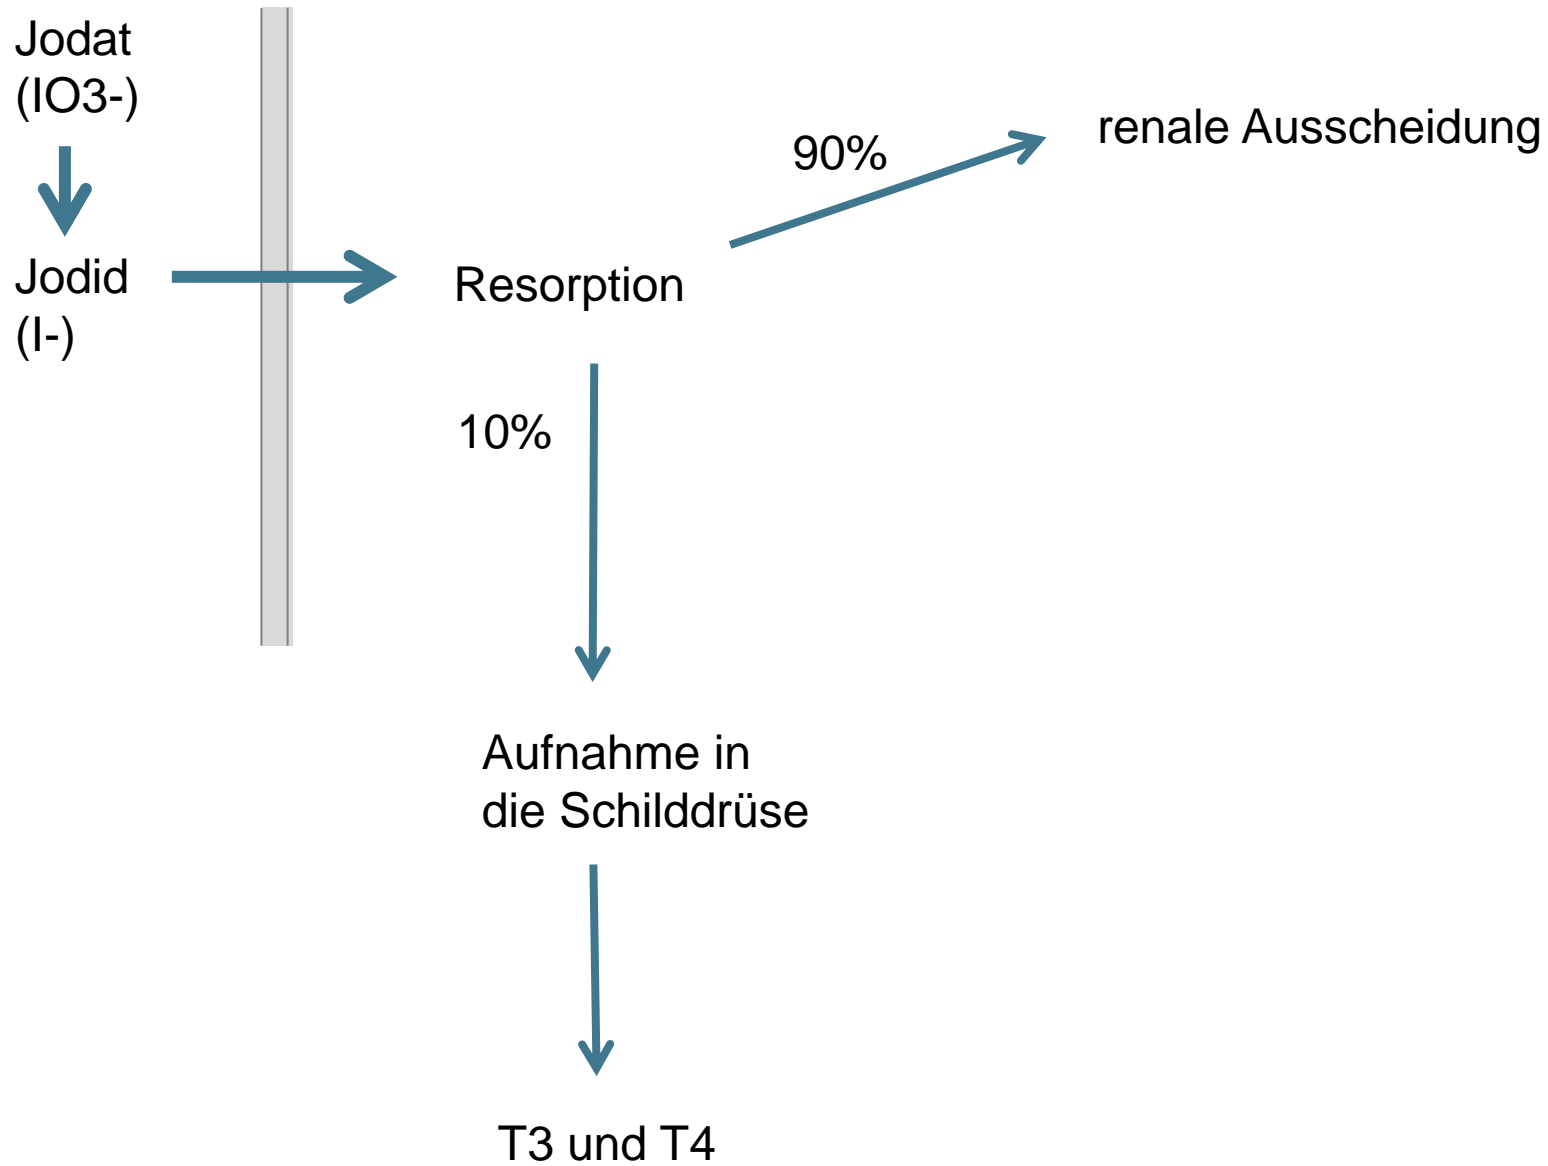 Jodat
(IO3-)
Jodid
(I-)
Resorption
90%
renale Ausscheidung
10%
Aufnahme in
die Schilddrüse
T3 und T4